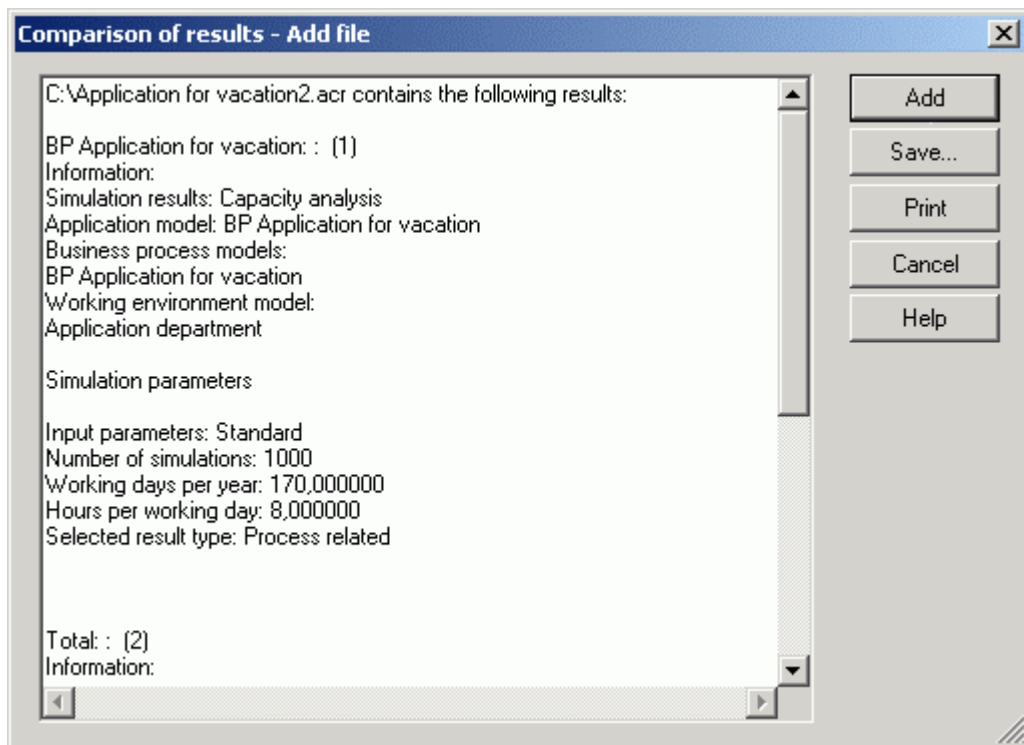 Comparison of results - Add file
C:\Application for vacation2.acr contains the following results:
BP Application for vacation: :  (1)
Information:
Simulation results: Capacity analysis
Application model: BP Application for vacation
Business process models:
BP Application for vacation
Working environment model:
Application department
Simulation parameters
Input parameters: Standard
Number of simulations: 1000
Working days per year: 170,000000
Hours per working day: 8,000000
Selected result type: Process related
Total: :  (2)
Information:
Add
Save...
Print
Cancel
Help